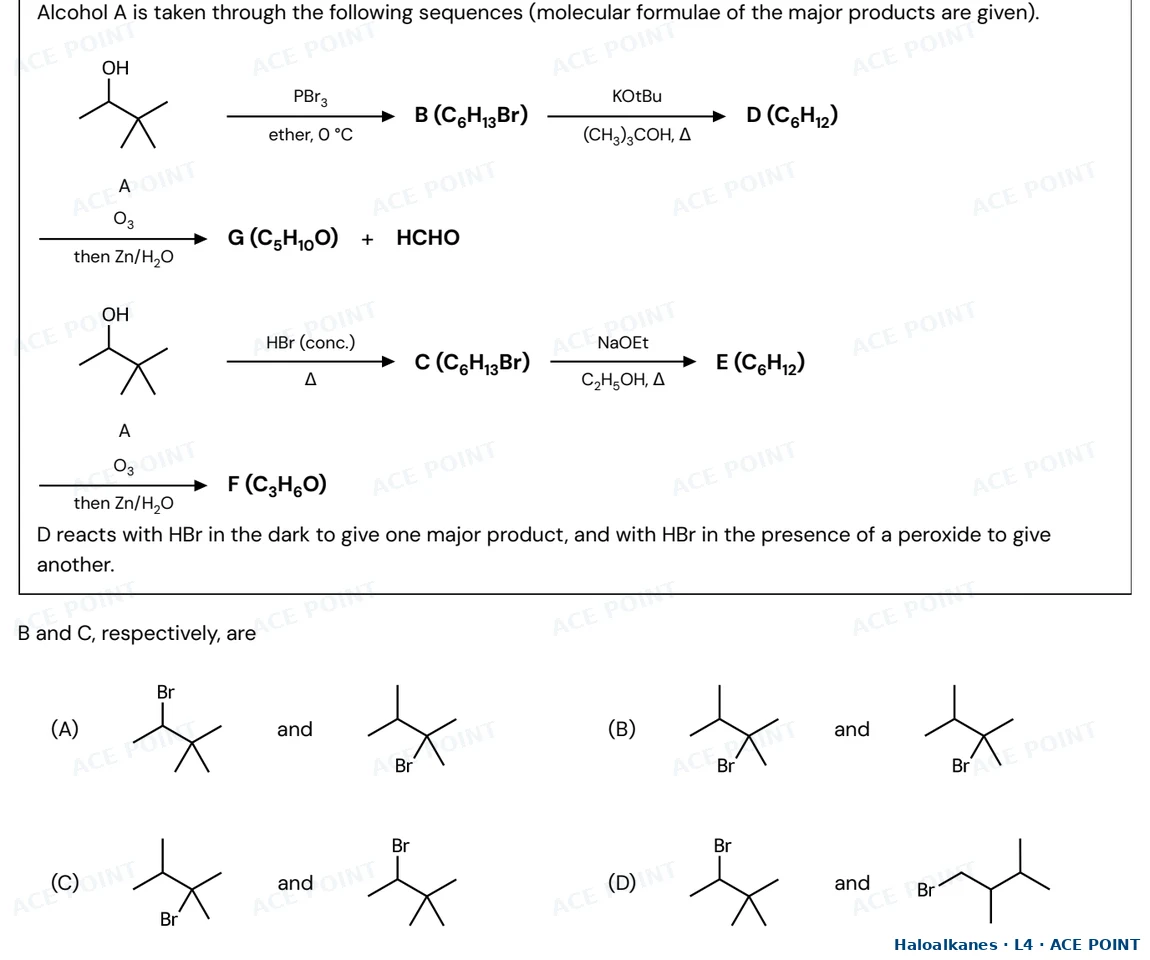 Alcohol A is taken through the following sequences (molecular formulae of the major products are given).
OH
PBr₃
ether, 0 °C
B (C₆H₁₃Br)
KOtBu
(CH₃)₃COH, Δ
D (C₆H₁₂)
A
O₃
then Zn/H₂O
G (C₅H₁₀O) + HCHO
OH
HBr (conc.)
Δ
C (C₆H₁₃Br)
NaOEt
C₂H₅OH, Δ
E (C₆H₁₂)
A
O₃
then Zn/H₂O
F (C₃H₆O)
D reacts with HBr in the dark to give one major product, and with HBr in the presence of a peroxide to give
another.
B and C, respectively, are
(A) Br and Br
(B) Br and Br
(C) Br and Br
(D) Br and Br
Haloalkanes · L4 · ACE POINT
ACE POINT